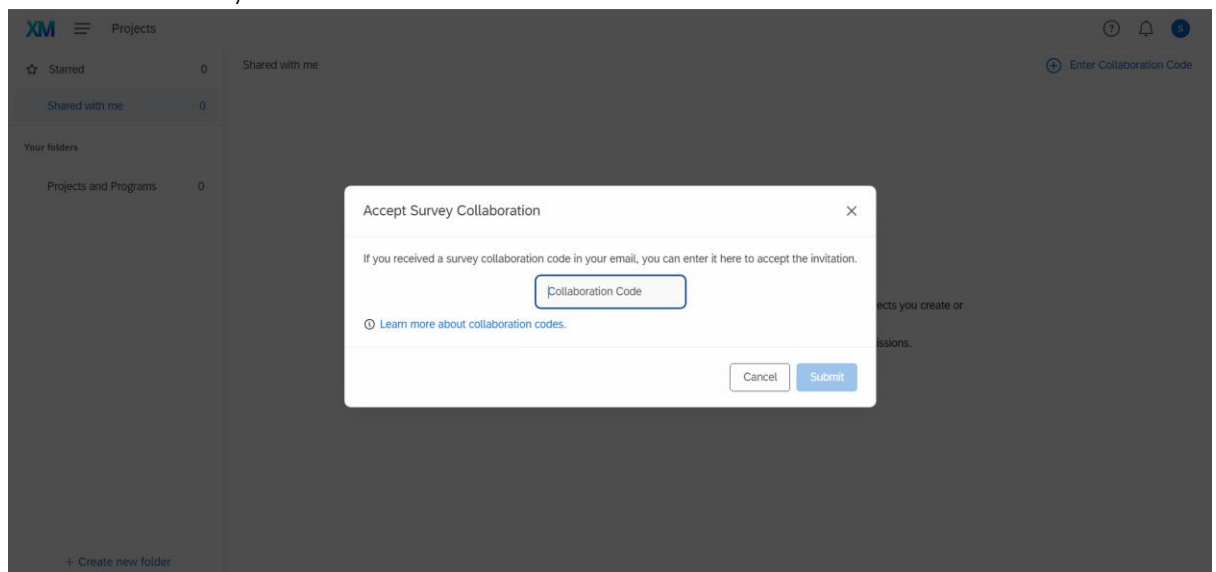 XM
Projects
?
S
Starred
0
Shared with me
Enter Collaboration Code
Shared with me
0
Your folders
Projects and Programs
0
Accept Survey Collaboration
If you received a survey collaboration code in your email, you can enter it here to accept the invitation.
Collaboration Code
Learn more about collaboration codes.
ects you create or
issions.
Cancel
Submit
+ Create new folder